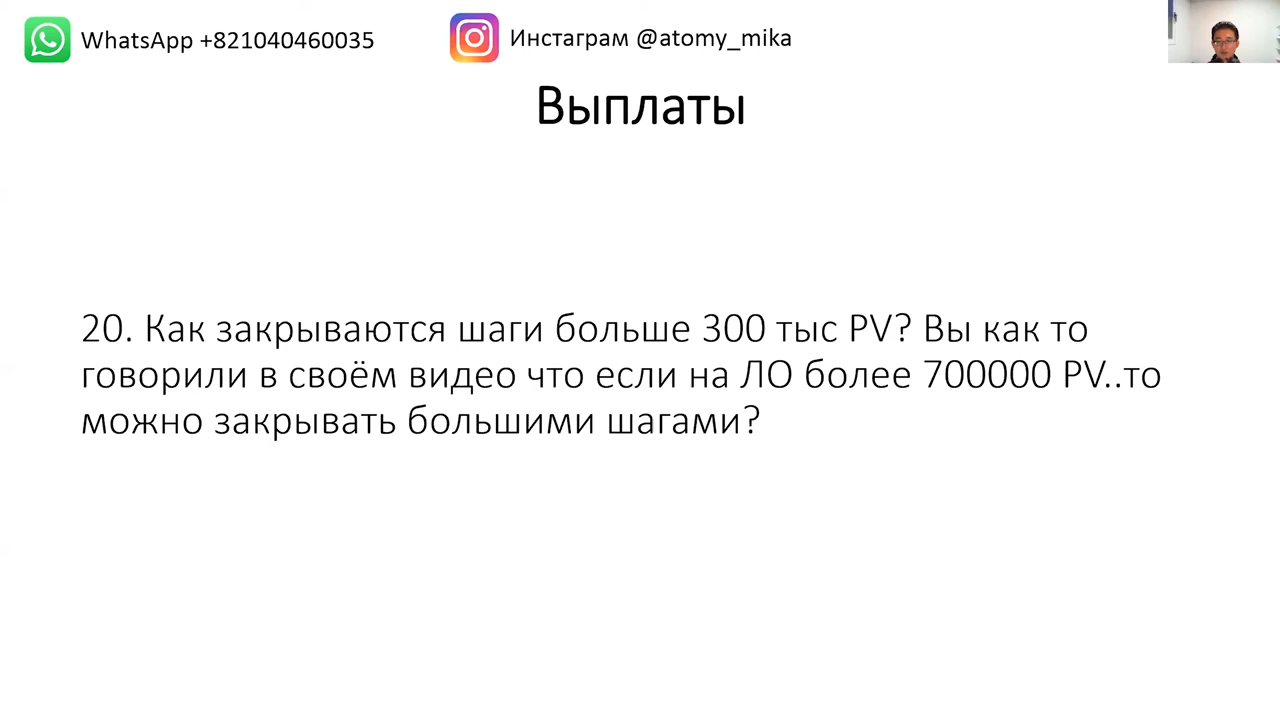 WhatsApp +821040460035
Инстаграм @atomy_mika
Выплаты
20. Как закрываются шаги больше 300 тыс PV? Вы как то
говорили в своём видео что если на ЛО более 700000 PV..то
можно закрывать большими шагами?